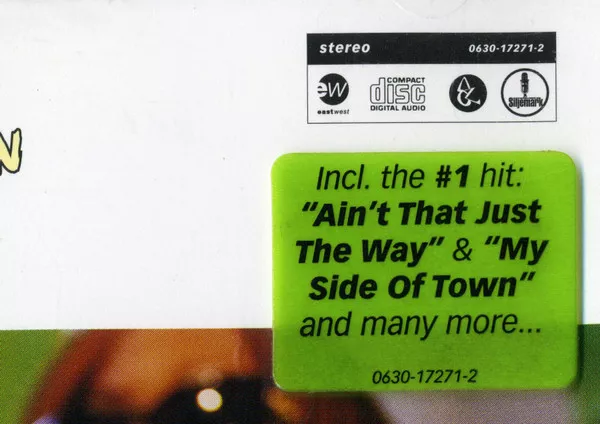 stereo 0630-17271-2
ew
eastwest
COMPACT
disc
DIGITAL AUDIO
Siljemark
N
Incl. the #1 hit:
"Ain't That Just
The Way" & "My
Side Of Town"
and many more...
0630-17271-2